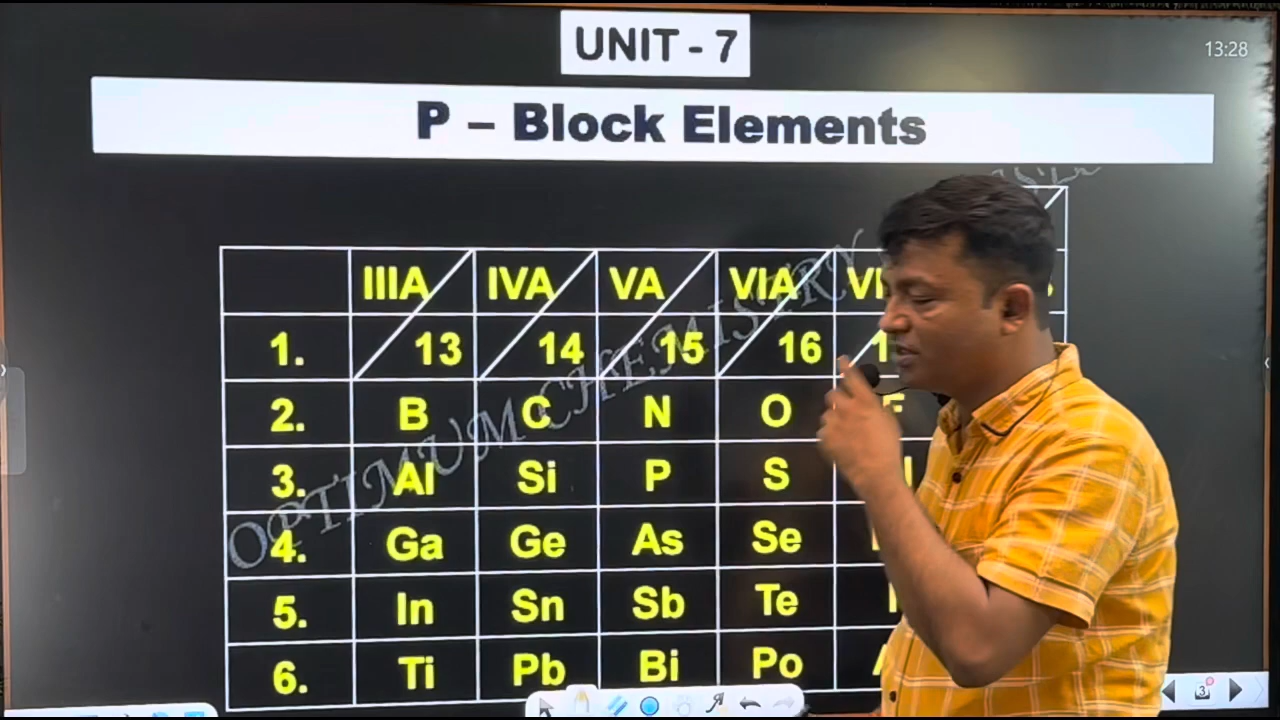 UNIT - 7
13:28
P – Block Elements
IIIA IVA VA VIA
1. 13 14 15 16
2. B C N O F
3. Al Si P S
4. Ga Ge As Se
5. In Sn Sb Te
6. Ti Pb Bi Po
OPTIMUM CHEMISTRY
3